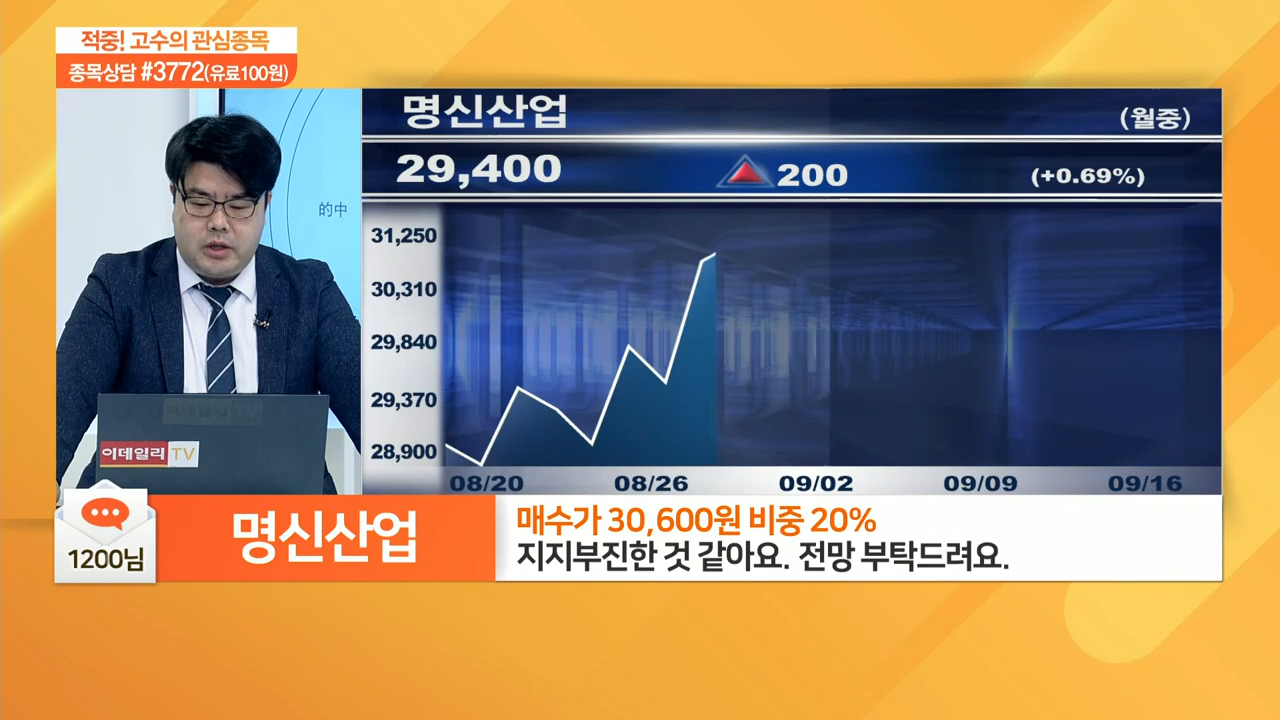 적중! 고수의 관심종목
종목상담 #3772(유료100원)
的中
명신산업
(월중)
29,400
200
(+0.69%)
31,250
30,310
29,840
29,370
28,900
08/20
08/26
09/02
09/09
09/16
이데일리 TV
1200님
명신산업
매수가 30,600원 비중 20%
지지부진한 것 같아요. 전망 부탁드려요.